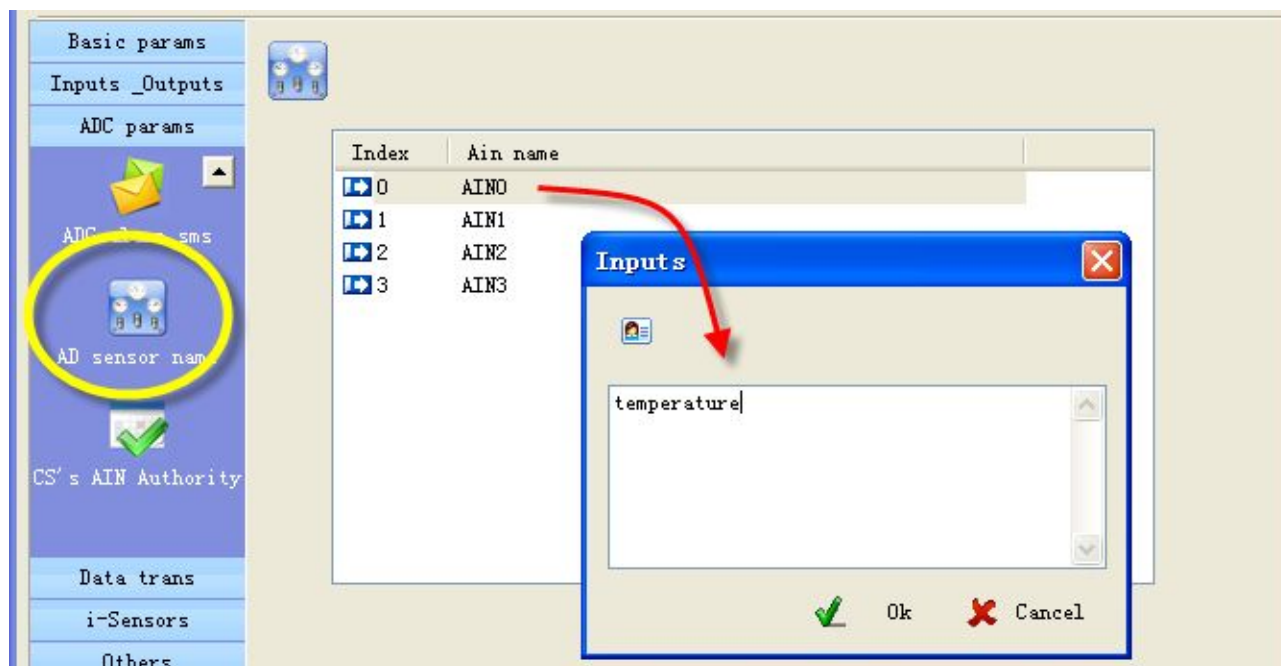 Basic params
Inputs _Outputs
ADC params
ADC sms
AD sensor name
CS's AIN Authority
Data trans
i-Sensors
Others
Index Ain name
0 AIN0
1 AIN1
2 AIN2
3 AIN3
Inputs
temperature
Ok Cancel